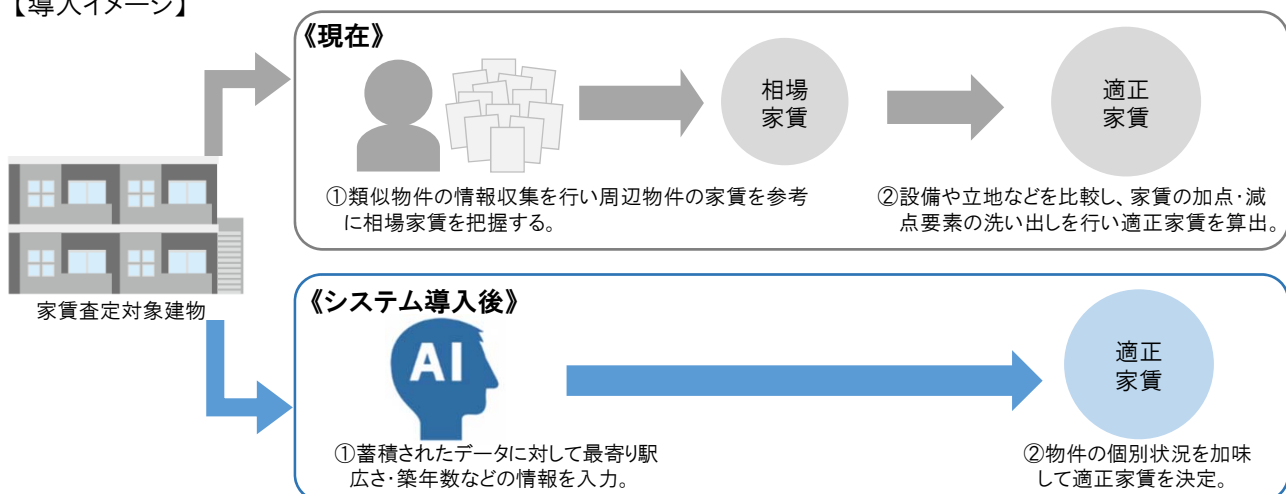 【導入イメージ】
《現在》
相場
家賃
適正
家賃
①類似物件の情報収集を行い周辺物件の家賃を参考
に相場家賃を把握する。
②設備や立地などを比較し、家賃の加点・減
点要素の洗い出しを行い適正家賃を算出。
家賃査定対象建物
《システム導入後》
AI
適正
家賃
①蓄積されたデータに対して最寄り駅
広さ・築年数などの情報を入力。
②物件の個別状況を加味
して適正家賃を決定。